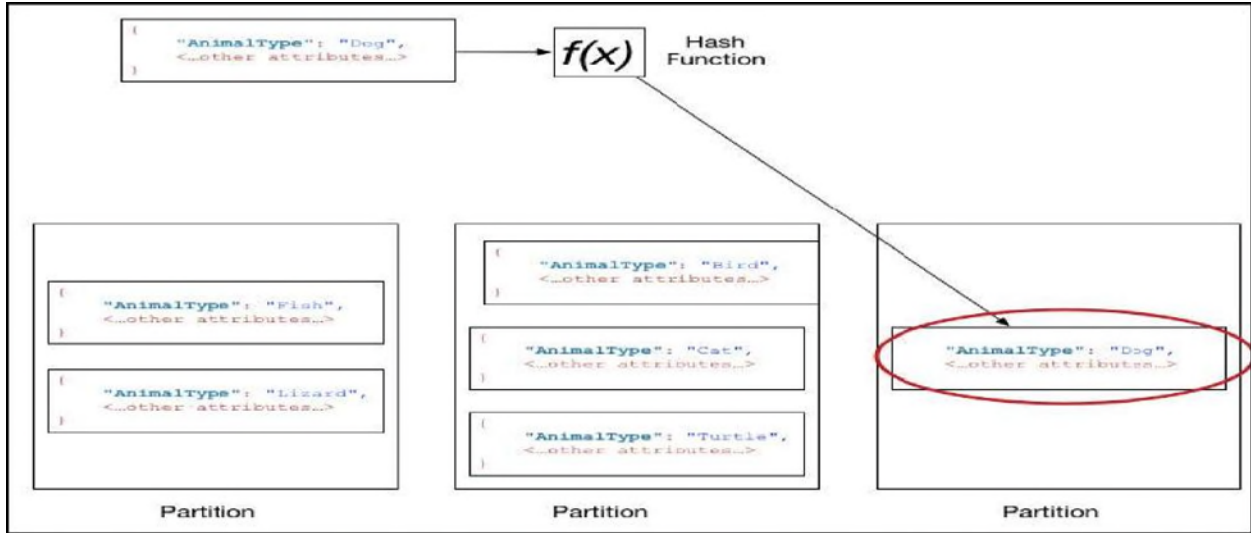 {
"AnimalType": "Dog",
<…other attributes…>
}
f(x)
Hash
Function
{
"AnimalType": "Fish",
<…other attributes…>
}
{
"AnimalType": "Lizard",
<…other attributes…>
}
Partition
{
"AnimalType": "Bird",
<…other attributes…>
}
{
"AnimalType": "Cat",
<…other attributes…>
}
{
"AnimalType": "Turtle",
<…other attributes…>
}
Partition
"AnimalType": "Dog",
<…other attributes…>
Partition